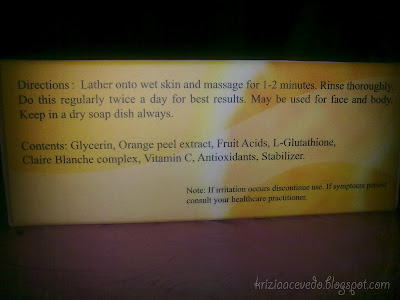 Directions : Lather onto wet skin and massage for 1-2 minutes. Rinse thoroughly.
Do this regularly twice a day for best results. May be used for face and body.
Keep in a dry soap dish always.
Contents: Glycerin, Orange peel extract, Fruit Acids, L-Glutathione,
Claire Blanche complex, Vitamin C, Antioxidants, Stabilizer.
Note: If irritation occurs discontinue use. If symptoms persist
consult your healthcare practitioner.
kriziaacevedo.blogspot.com